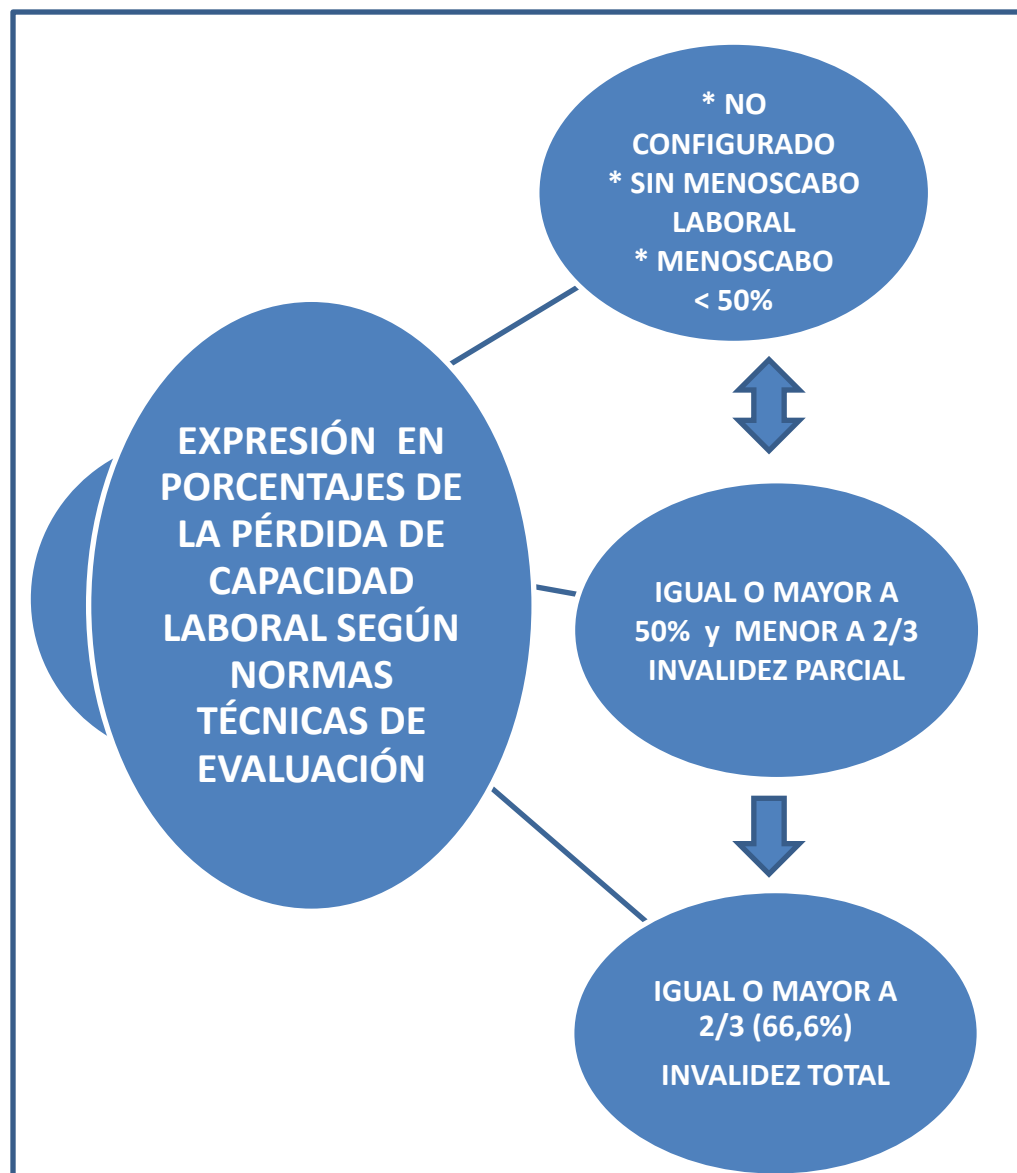 * NO
CONFIGURADO
* SIN MENOSCABO
LABORAL
* MENOSCABO
< 50%
EXPRESIÓN EN
PORCENTAJES DE
LA PÉRDIDA DE
CAPACIDAD
LABORAL SEGÚN
NORMAS
TÉCNICAS DE
EVALUACIÓN
IGUAL O MAYOR A
50% y MENOR A 2/3
INVALIDEZ PARCIAL
IGUAL O MAYOR A
2/3 (66,6%)
INVALIDEZ TOTAL